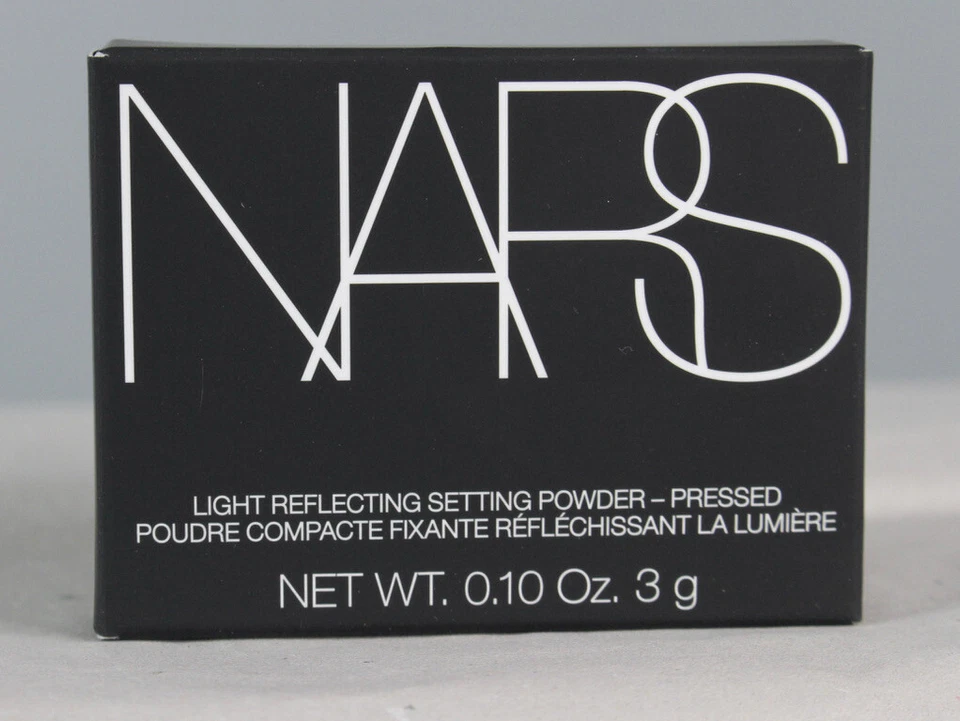 NARS
LIGHT REFLECTING SETTING POWDER – PRESSED
POUDRE COMPACTE FIXANTE RÉFLÉCHISSANT LA LUMIÈRE
NET WT. 0.10 Oz. 3 g